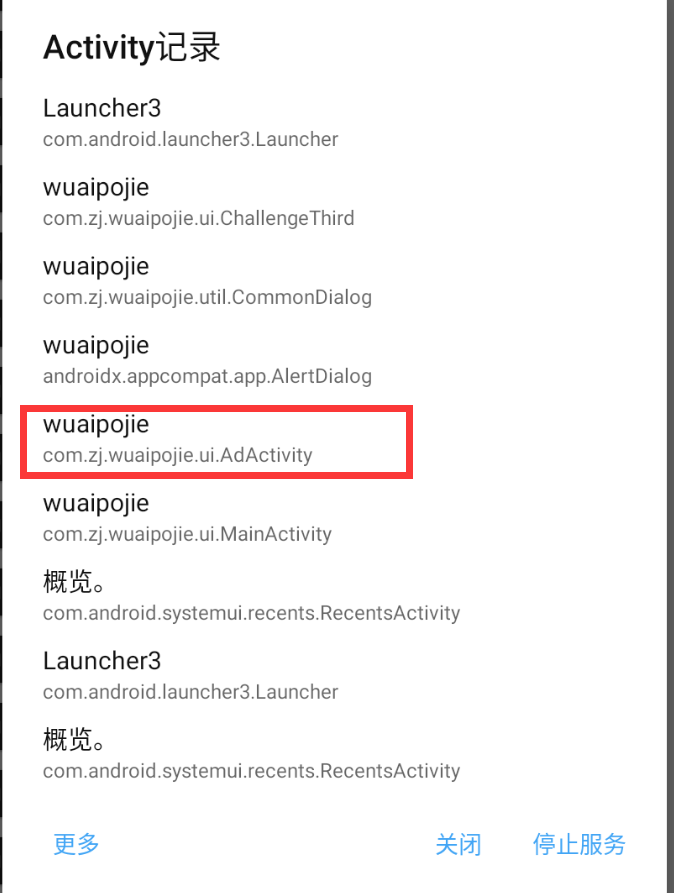 Activity记录
Launcher3
com.android.launcher3.Launcher
wuaipojie
com.zj.wuaipojie.ui.ChallengeThird
wuaipojie
com.zj.wuaipojie.util.CommonDialog
wuaipojie
androidx.appcompat.app.AlertDialog
wuaipojie
com.zj.wuaipojie.ui.AdActivity
wuaipojie
com.zj.wuaipojie.ui.MainActivity
概览。
com.android.systemui.recents.RecentsActivity
Launcher3
com.android.launcher3.Launcher
概览。
com.android.systemui.recents.RecentsActivity
更多 关闭 停止服务